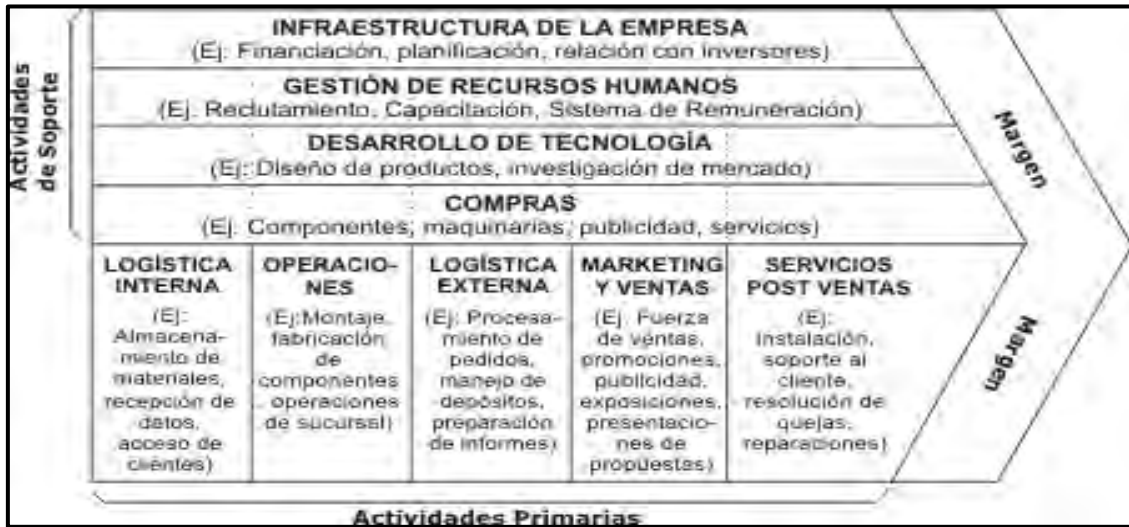 Actividades
de Soporte
INFRAESTRUCTURA DE LA EMPRESA
(Ej: Financiación, planificación, relación con inversores)
GESTIÓN DE RECURSOS HUMANOS
(Ej: Reclutamiento, Capacitación, Sistema de Remuneración)
DESARROLLO DE TECNOLOGÍA
(Ej: Diseño de productos, investigación de mercado)
COMPRAS
(Ej: Componentes, maquinarias, publicidad, servicios)
LOGÍSTICA
INTERNA
(Ej:
Almacena-
miento de
materiales,
recepción de
datos,
acceso de
clientes)
OPERACIO-
NES
(Ej:Montaje,
fabricación
de
componentes
, operaciones
de sucursal)
LOGÍSTICA
EXTERNA
(Ej: Procesa-
miento de
pedidos,
manejo de
depósitos,
preparación
de informes)
MARKETING
Y VENTAS
(Ej. Fuerza
de ventas,
promociones,
publicidad,
exposiciones,
presentacio-
nes de
propuestas)
SERVICIOS
POST VENTAS
(Ej:
Instalación,
soporte al
cliente,
resolución de
quejas,
reparaciones)
Margen
Margen
Actividades Primarias